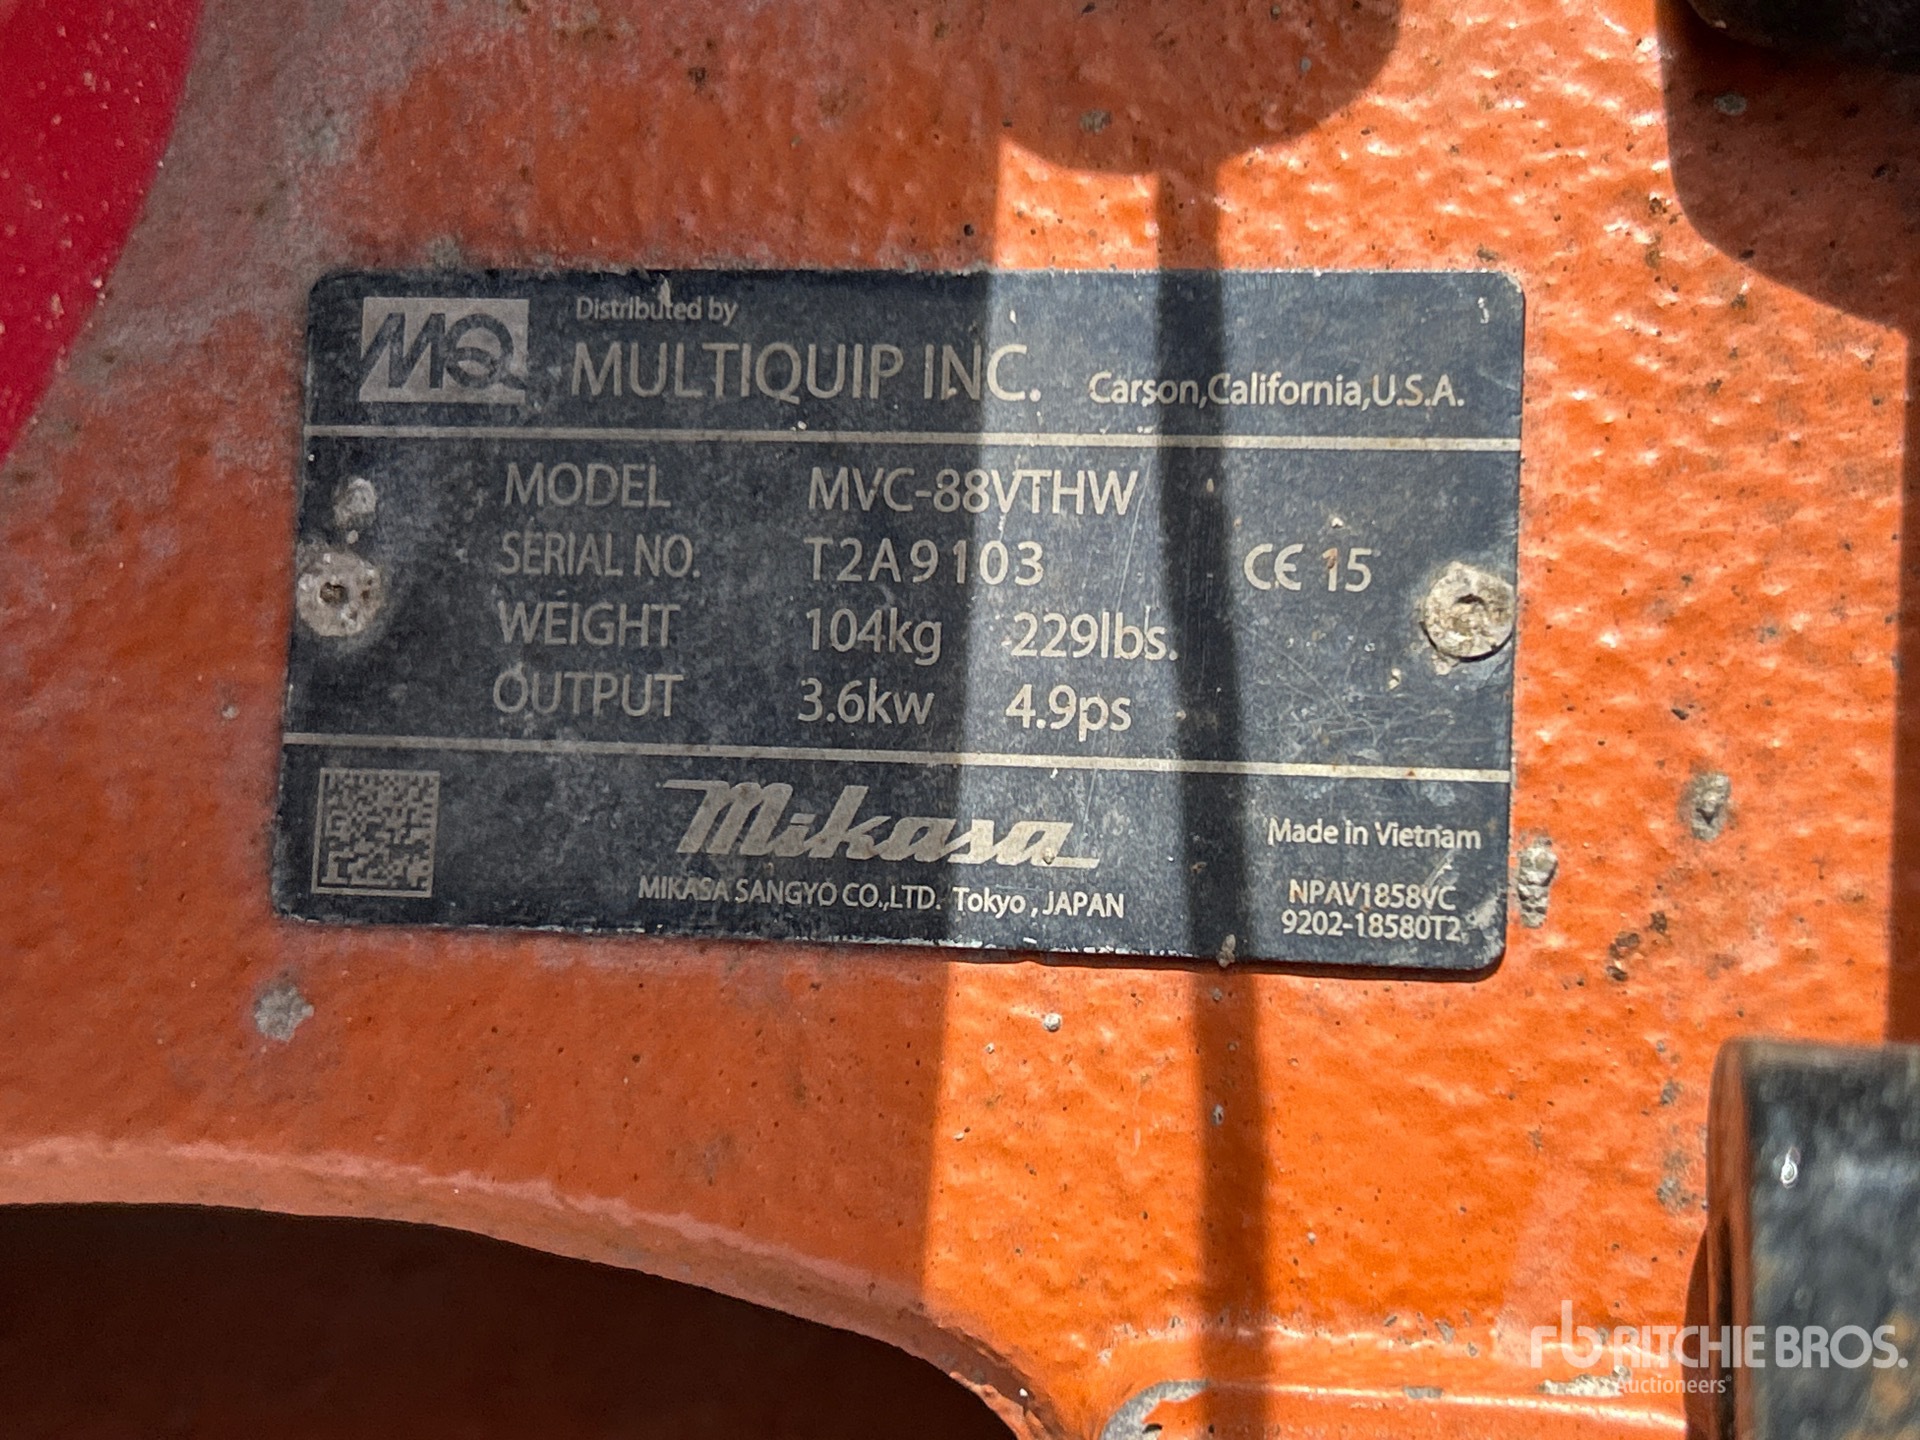 MQ Distributed by
MULTIQUIP INC. Carson,California,U.S.A.
MODEL MVC-88VTHW
SERIAL NO. T2A9103 CE 15
WEIGHT 104kg 229lbs.
OUTPUT 3.6kw 4.9ps
Mikasa
Made in Vietnam
MIKASA SANGYO CO.,LTD. Tokyo , JAPAN
NPAV1858VC
9202-18580T2
rb RITCHIE BROS.
Auctioneers®